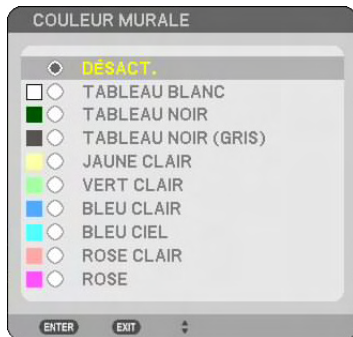 COULEUR MURALE
DÉSACT.
TABLEAU BLANC
TABLEAU NOIR
TABLEAU NOIR (GRIS)
JAUNE CLAIR
VERT CLAIR
BLEU CLAIR
BLEU CIEL
ROSE CLAIR
ROSE
ENTER EXIT